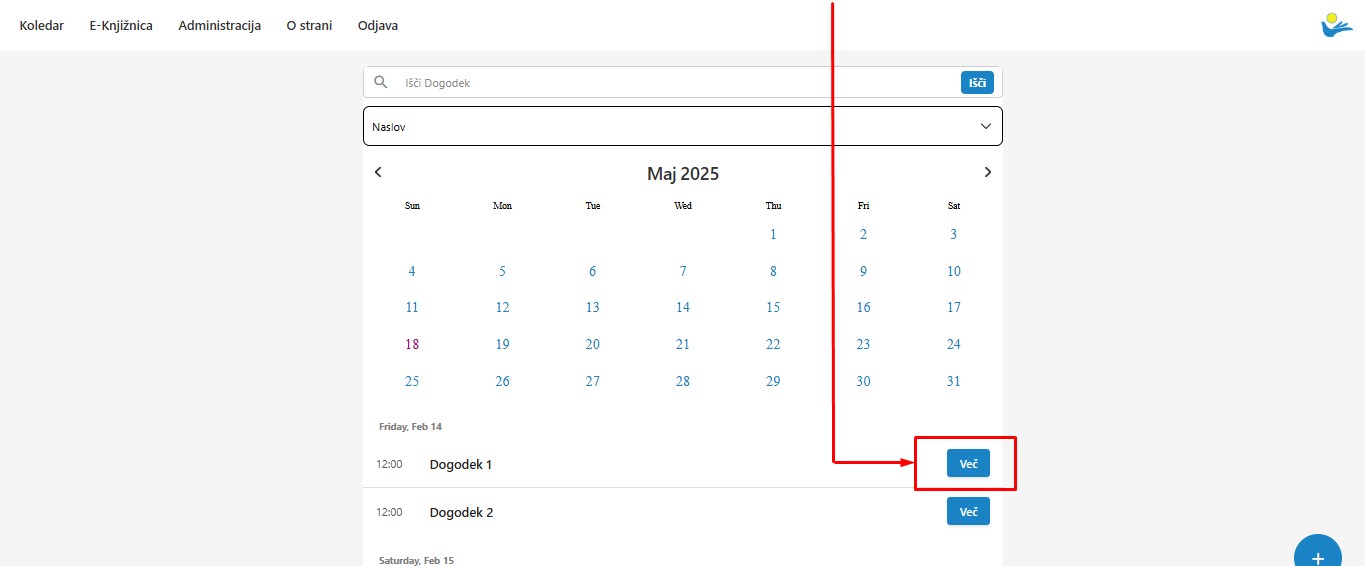 Koledar E-Knjižnica Administracija O strani Odjava
Išči Dogodek Išči
Naslov
Maj 2025
Sun Mon Tue Wed Thu Fri Sat
1 2 3
4 5 6 7 8 9 10
11 12 13 14 15 16 17
18 19 20 21 22 23 24
25 26 27 28 29 30 31
Friday, Feb 14
12:00 Dogodek 1 Več
12:00 Dogodek 2 Več
Saturday, Feb 15
+